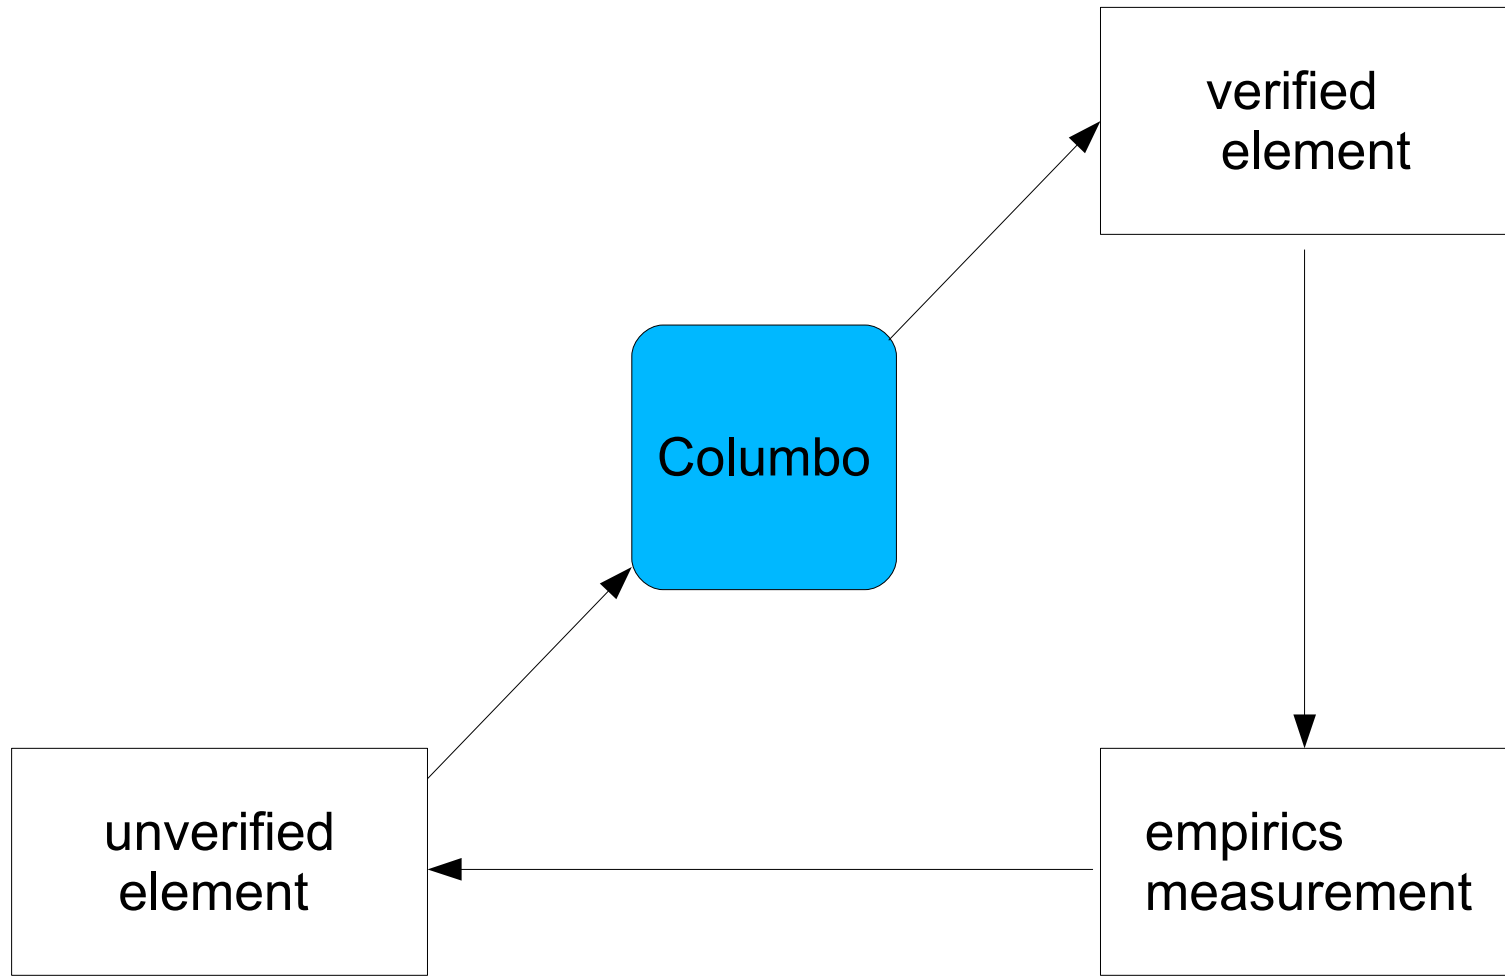 verified
element
Columbo
unverified
element
empirics
measurement